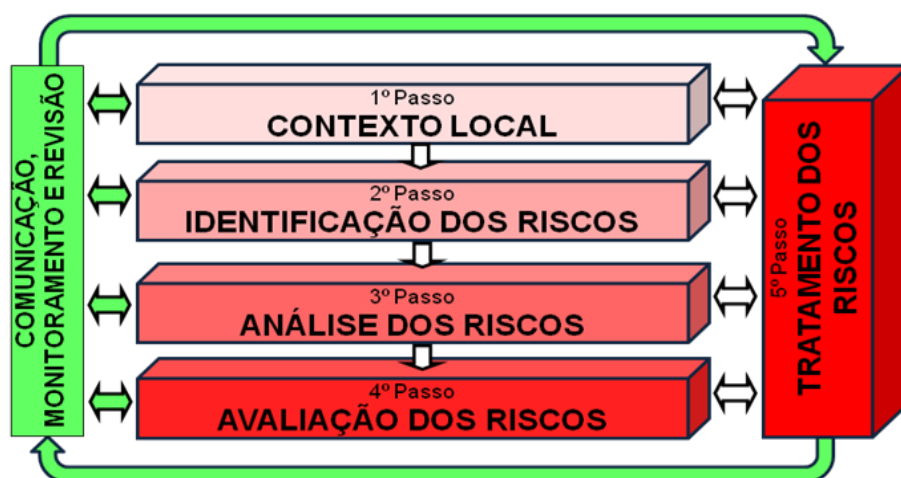 COMUNICAÇÃO,
MONITORAMENTO E REVISÃO
1º Passo
CONTEXTO LOCAL
2º Passo
IDENTIFICAÇÃO DOS RISCOS
3º Passo
ANÁLISE DOS RISCOS
4º Passo
AVALIAÇÃO DOS RISCOS
5º Passo
TRATAMENTO DOS
RISCOS